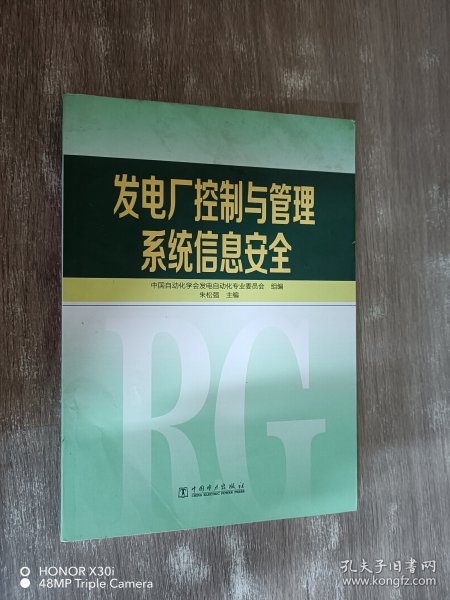 发电厂控制与管理
系统信息安全
中国自动化学会发电自动化专业委员会 组编
朱松强 主编
RG
中国电力出版社
CHINA ELECTRIC POWER PRESS
HONOR X30i
48MP Triple Camera
孔夫子旧书网
www.kongfz.com